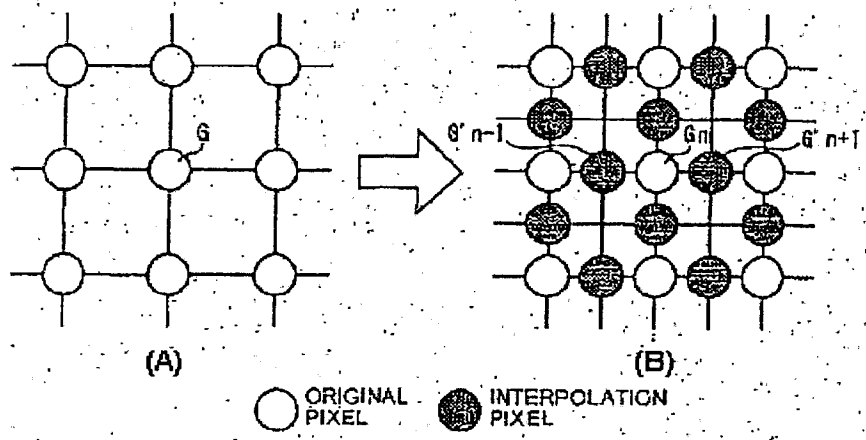 G
G' n-1
Gn
G' n+1
(A)
(B)
ORIGINAL
PIXEL
INTERPOLATION
PIXEL